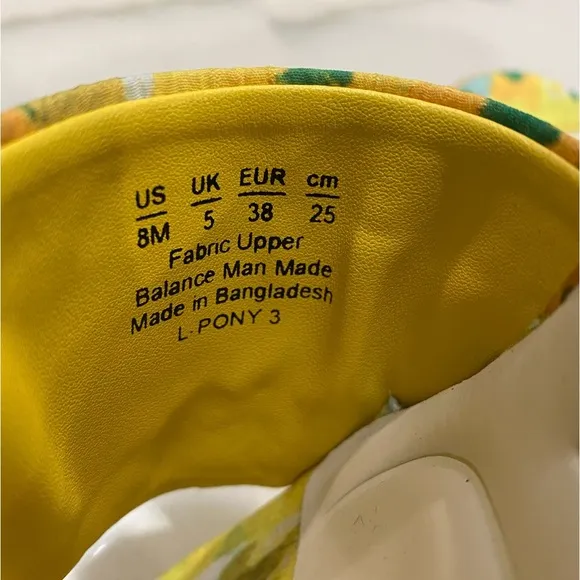 US UK EUR cm
8M 5 38 25
Fabric Upper
Balance Man Made
Made in Bangladesh
L. PONY 3